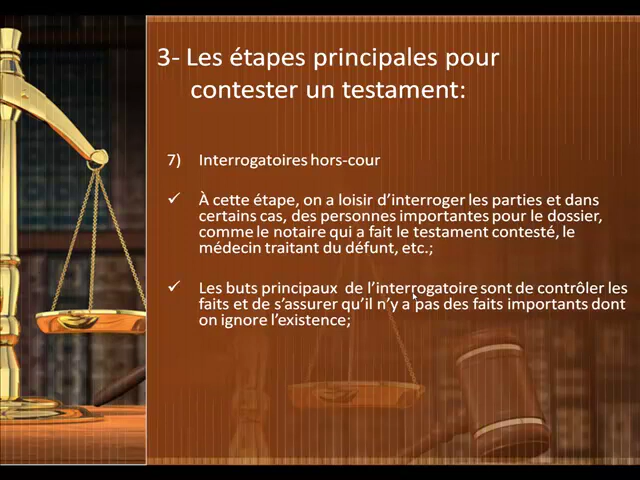 3- Les étapes principales pour
contester un testament:
7) Interrogatoires hors-cour
✓ À cette étape, on a loisir d'interroger les parties et dans
certains cas, des personnes importantes pour le dossier,
comme le notaire qui a fait le testament contesté, le
médecin traitant du défunt, etc.;
✓ Les buts principaux de l'interrogatoire sont de contrôler les
faits et de s'assurer qu'il n'y a pas des faits importants dont
on ignore l'existence;